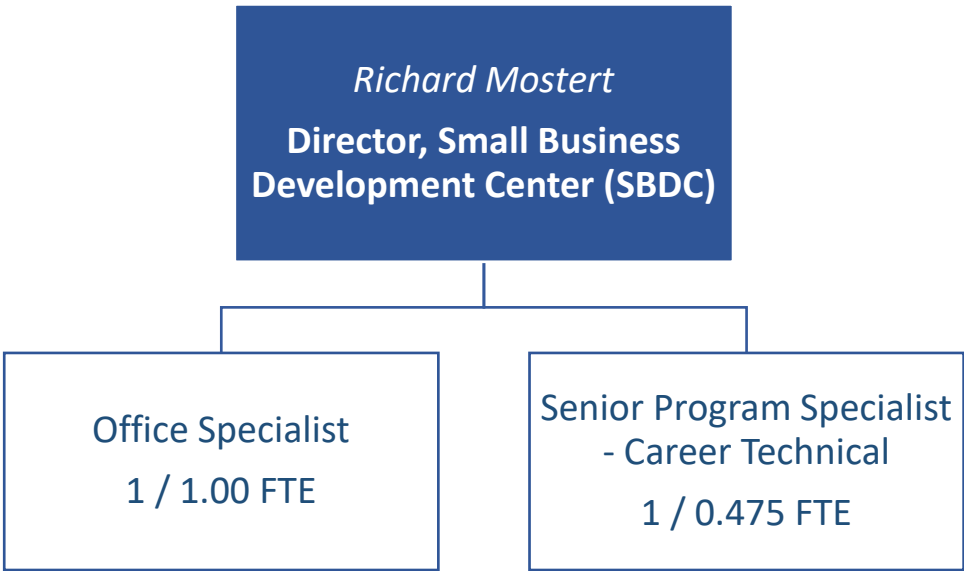 Richard Mostert
Director, Small Business
Development Center (SBDC)
Office Specialist
1 / 1.00 FTE
Senior Program Specialist
- Career Technical
1 / 0.475 FTE